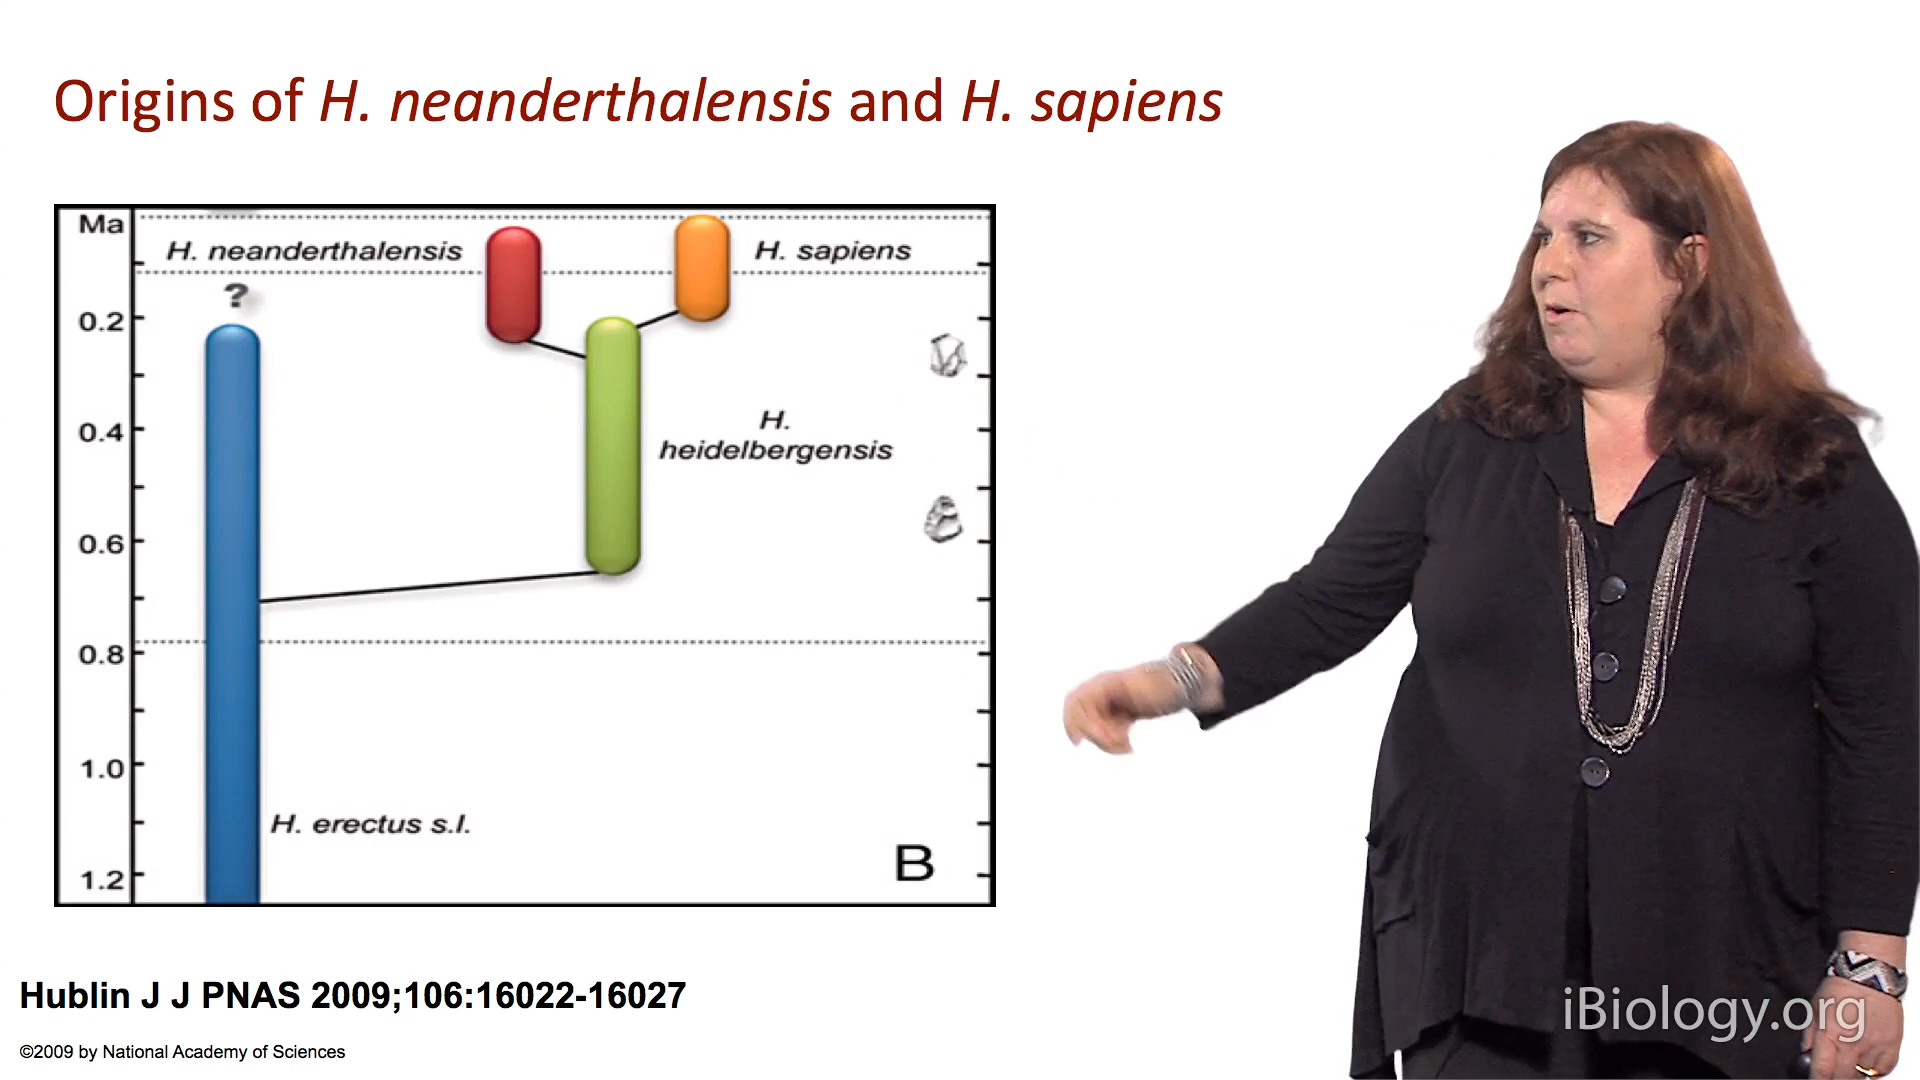 Origins of H. neanderthalensis and H. sapiens
Ma
H. neanderthalensis
H. sapiens
?
0.2
H.
heidelbergensis
0.4
0.6
0.8
1.0
H. erectus s.l.
B
1.2
Hublin J J PNAS 2009;106:16022-16027
©2009 by National Academy of Sciences
iBiology.org